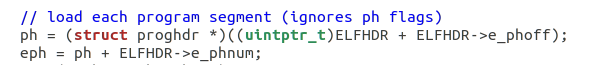 // load each program segment (ignores ph flags)
ph = (struct proghdr *)((uintptr_t)ELFHDR + ELFHDR->e_phoff);
eph = ph + ELFHDR->e_phnum;